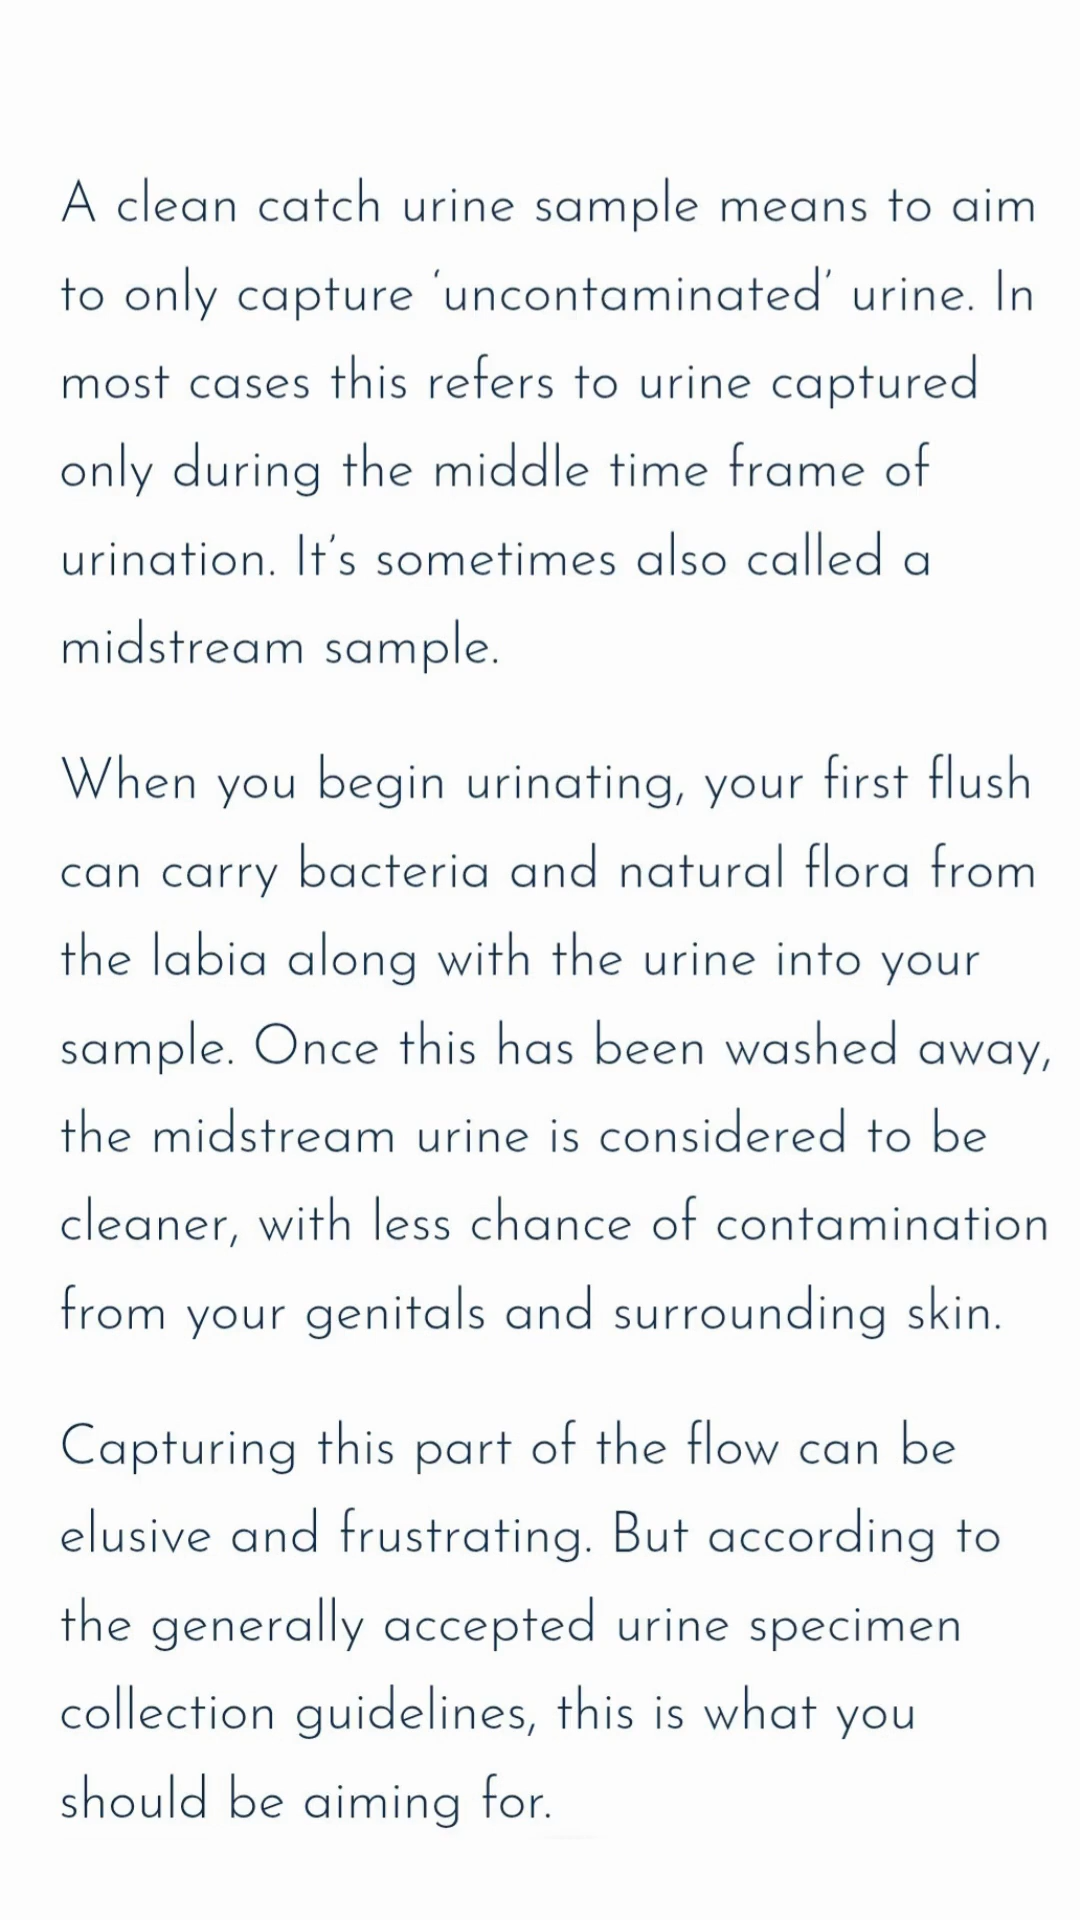 A clean catch urine sample means to aim
to only capture ‘uncontaminated’ urine. In
most cases this refers to urine captured
only during the middle time frame of
urination. It’s sometimes also called a
midstream sample.
When you begin urinating, your first flush
can carry bacteria and natural flora from
the labia along with the urine into your
sample. Once this has been washed away,
the midstream urine is considered to be
cleaner, with less chance of contamination
from your genitals and surrounding skin.
Capturing this part of the flow can be
elusive and frustrating. But according to
the generally accepted urine specimen
collection guidelines, this is what you
should be aiming for.